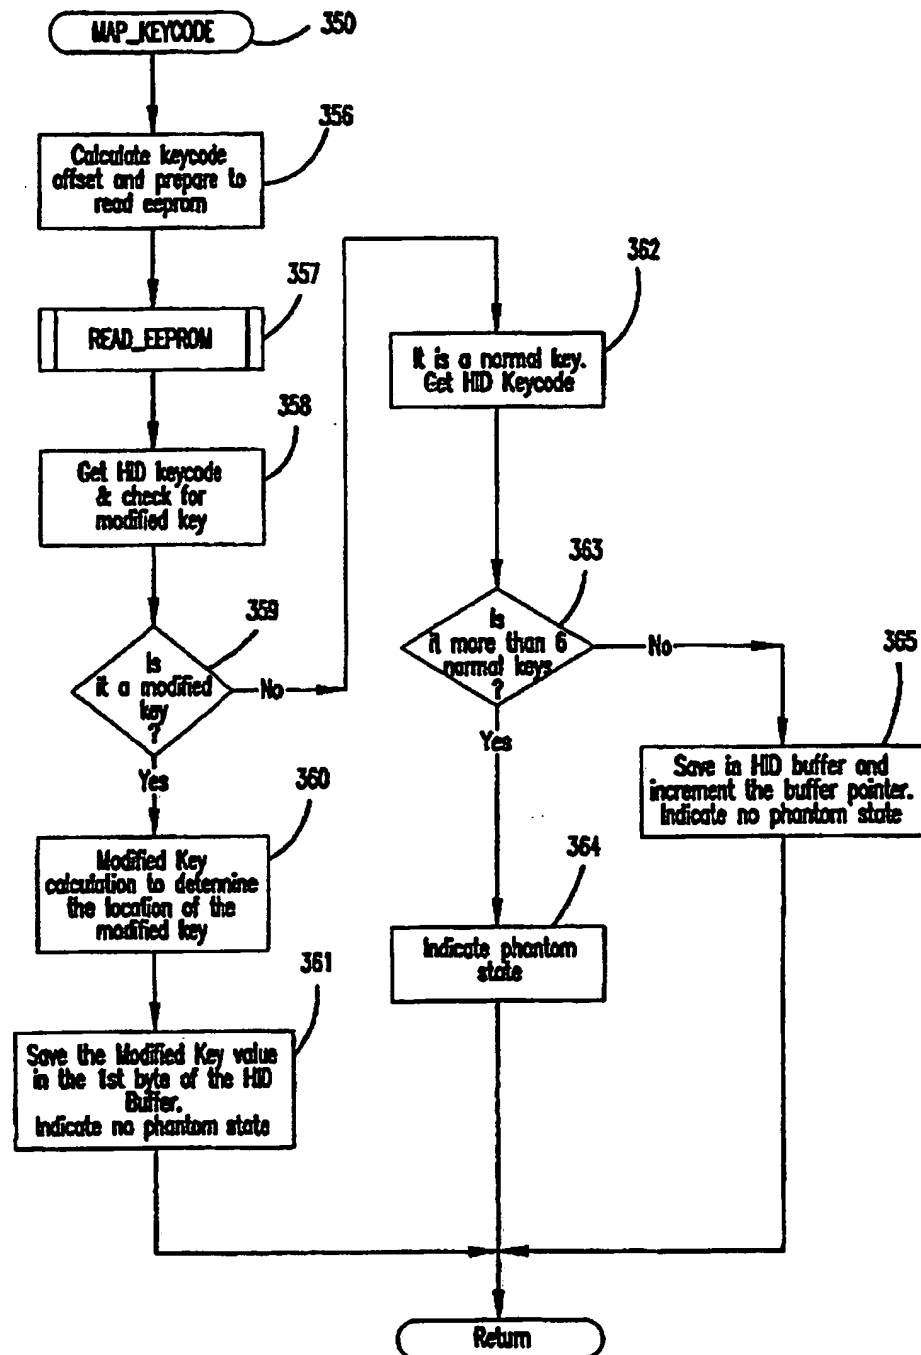 MAP_KEYCODE
350
356
Calculate keycode
offset and prepare to
read eeprom
357
READ_EEPROM
358
Get HID keycode
& check for
modified key
359
Is
it a modified
key
?
No
Yes
360
Modified Key
calculation to determine
the location of the
modified key
361
Save the Modified Key value
in the 1st byte of the HID
Buffer.
Indicate no phantom state
362
It is a normal key.
Get HID Keycode
363
Is
it more than 6
normal keys
?
No
Yes
364
Indicate phantom
state
365
Save in HID buffer and
increment the buffer pointer.
Indicate no phantom state
Return